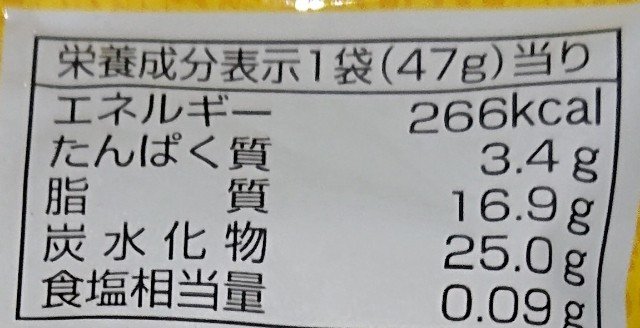 栄養成分表示1袋(47g)当り
エネルギー 266kcal
たんぱく質 3.4g
脂質 16.9g
炭水化物 25.0g
食塩相当量 0.09g